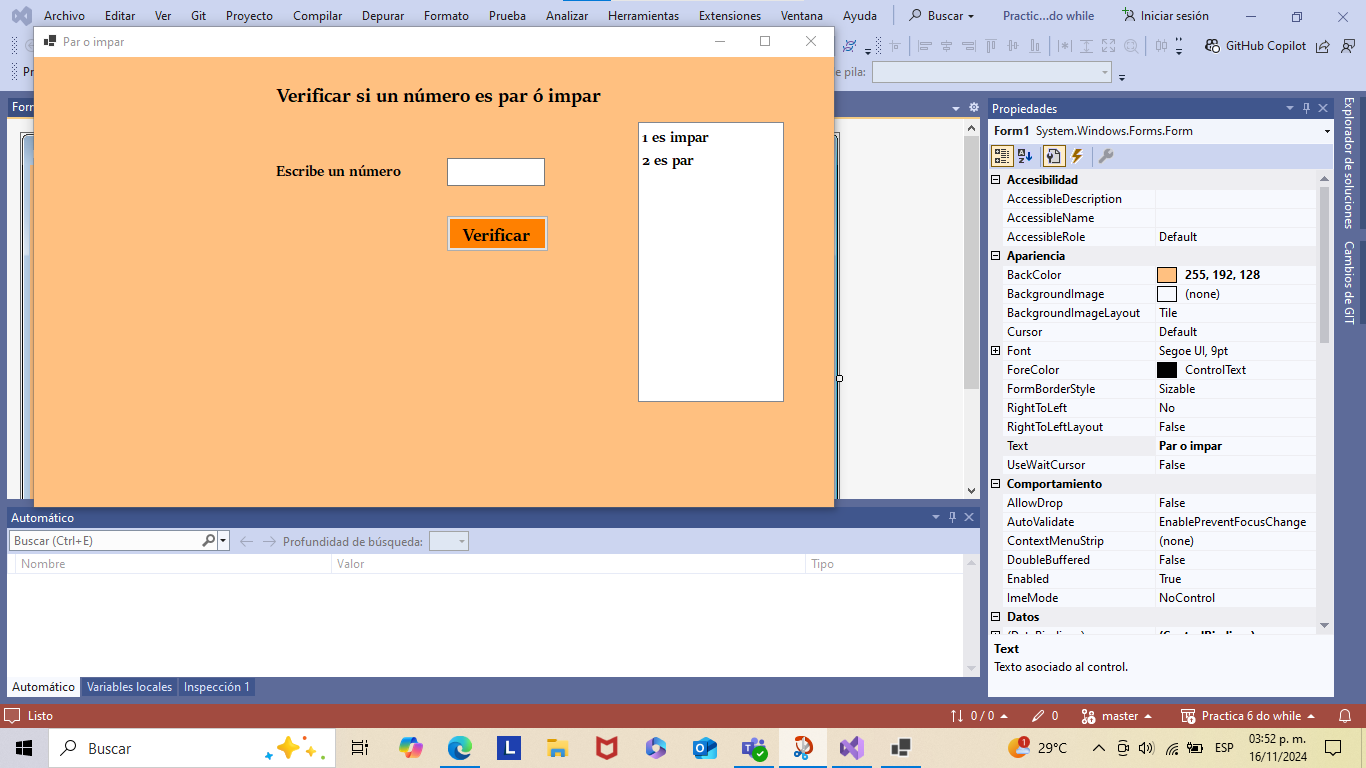 Archivo Editar Ver Git Proyecto Compilar Depurar Formato Prueba Analizar Herramientas Extensiones Ventana Ayuda Buscar Practic...do while Iniciar sesión
Par o impar
GitHub Copilot
e pila:
Verificar si un número es par ó impar
Escribe un número
Verificar
1 es impar
2 es par
Propiedades
Form1 System.Windows.Forms.Form
Accesibilidad
AccessibleDescription
AccessibleName
AccessibleRole Default
Apariencia
BackColor 255, 192, 128
BackgroundImage (none)
BackgroundImageLayout Tile
Cursor Default
Font Segoe UI, 9pt
ForeColor ControlText
FormBorderStyle Sizable
RightToLeft No
RightToLeftLayout False
Text Par o impar
UseWaitCursor False
Comportamiento
AllowDrop False
AutoValidate EnablePreventFocusChange
ContextMenuStrip (none)
DoubleBuffered False
Enabled True
ImeMode NoControl
Datos
Text
Texto asociado al control.
Explorador de soluciones
Cambios de GIT
Automático
Buscar (Ctrl+E) Profundidad de búsqueda:
Nombre Valor Tipo
Automático Variables locales Inspección 1
Listo 0 / 0 0 master Practica 6 do while
Buscar 29°C ESP 03:52 p. m.
16/11/2024